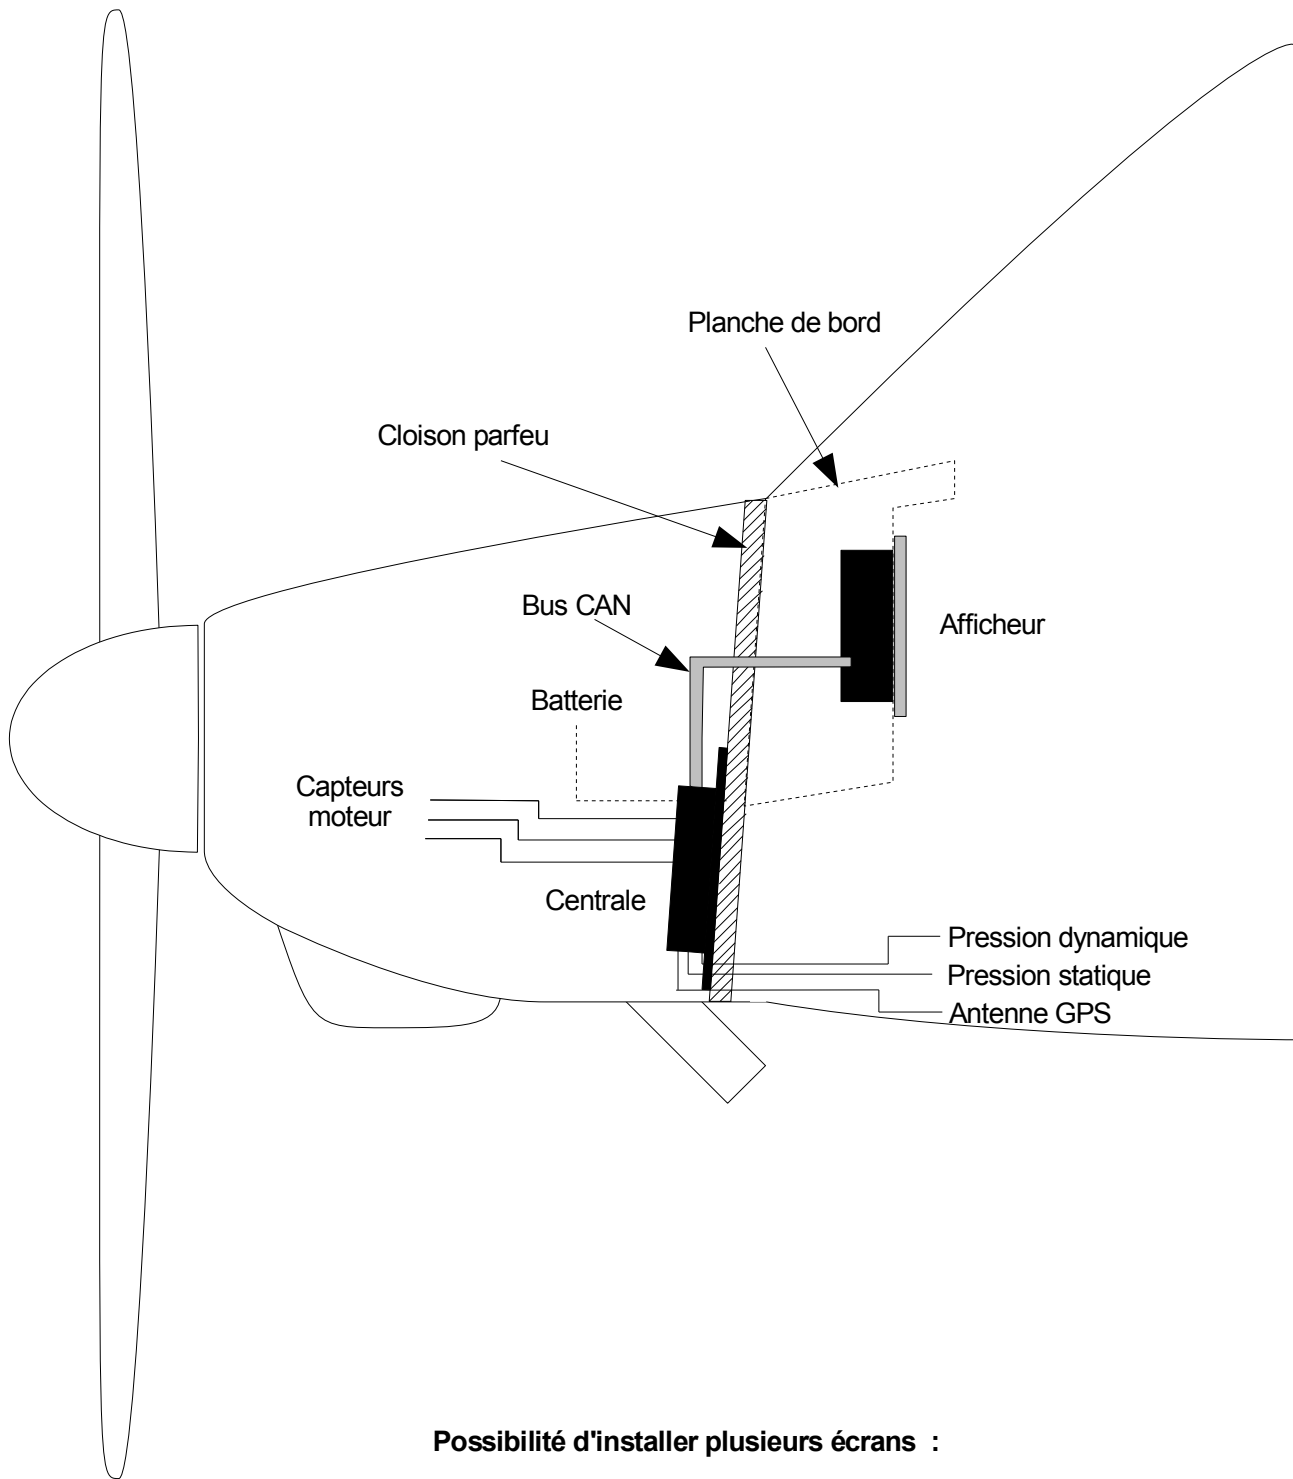 Planche de bord
Cloison parfeu
Bus CAN
Afficheur
Batterie
Capteurs
moteur
Centrale
Pression dynamique
Pression statique
Antenne GPS
Possibilité d'installer plusieurs écrans :